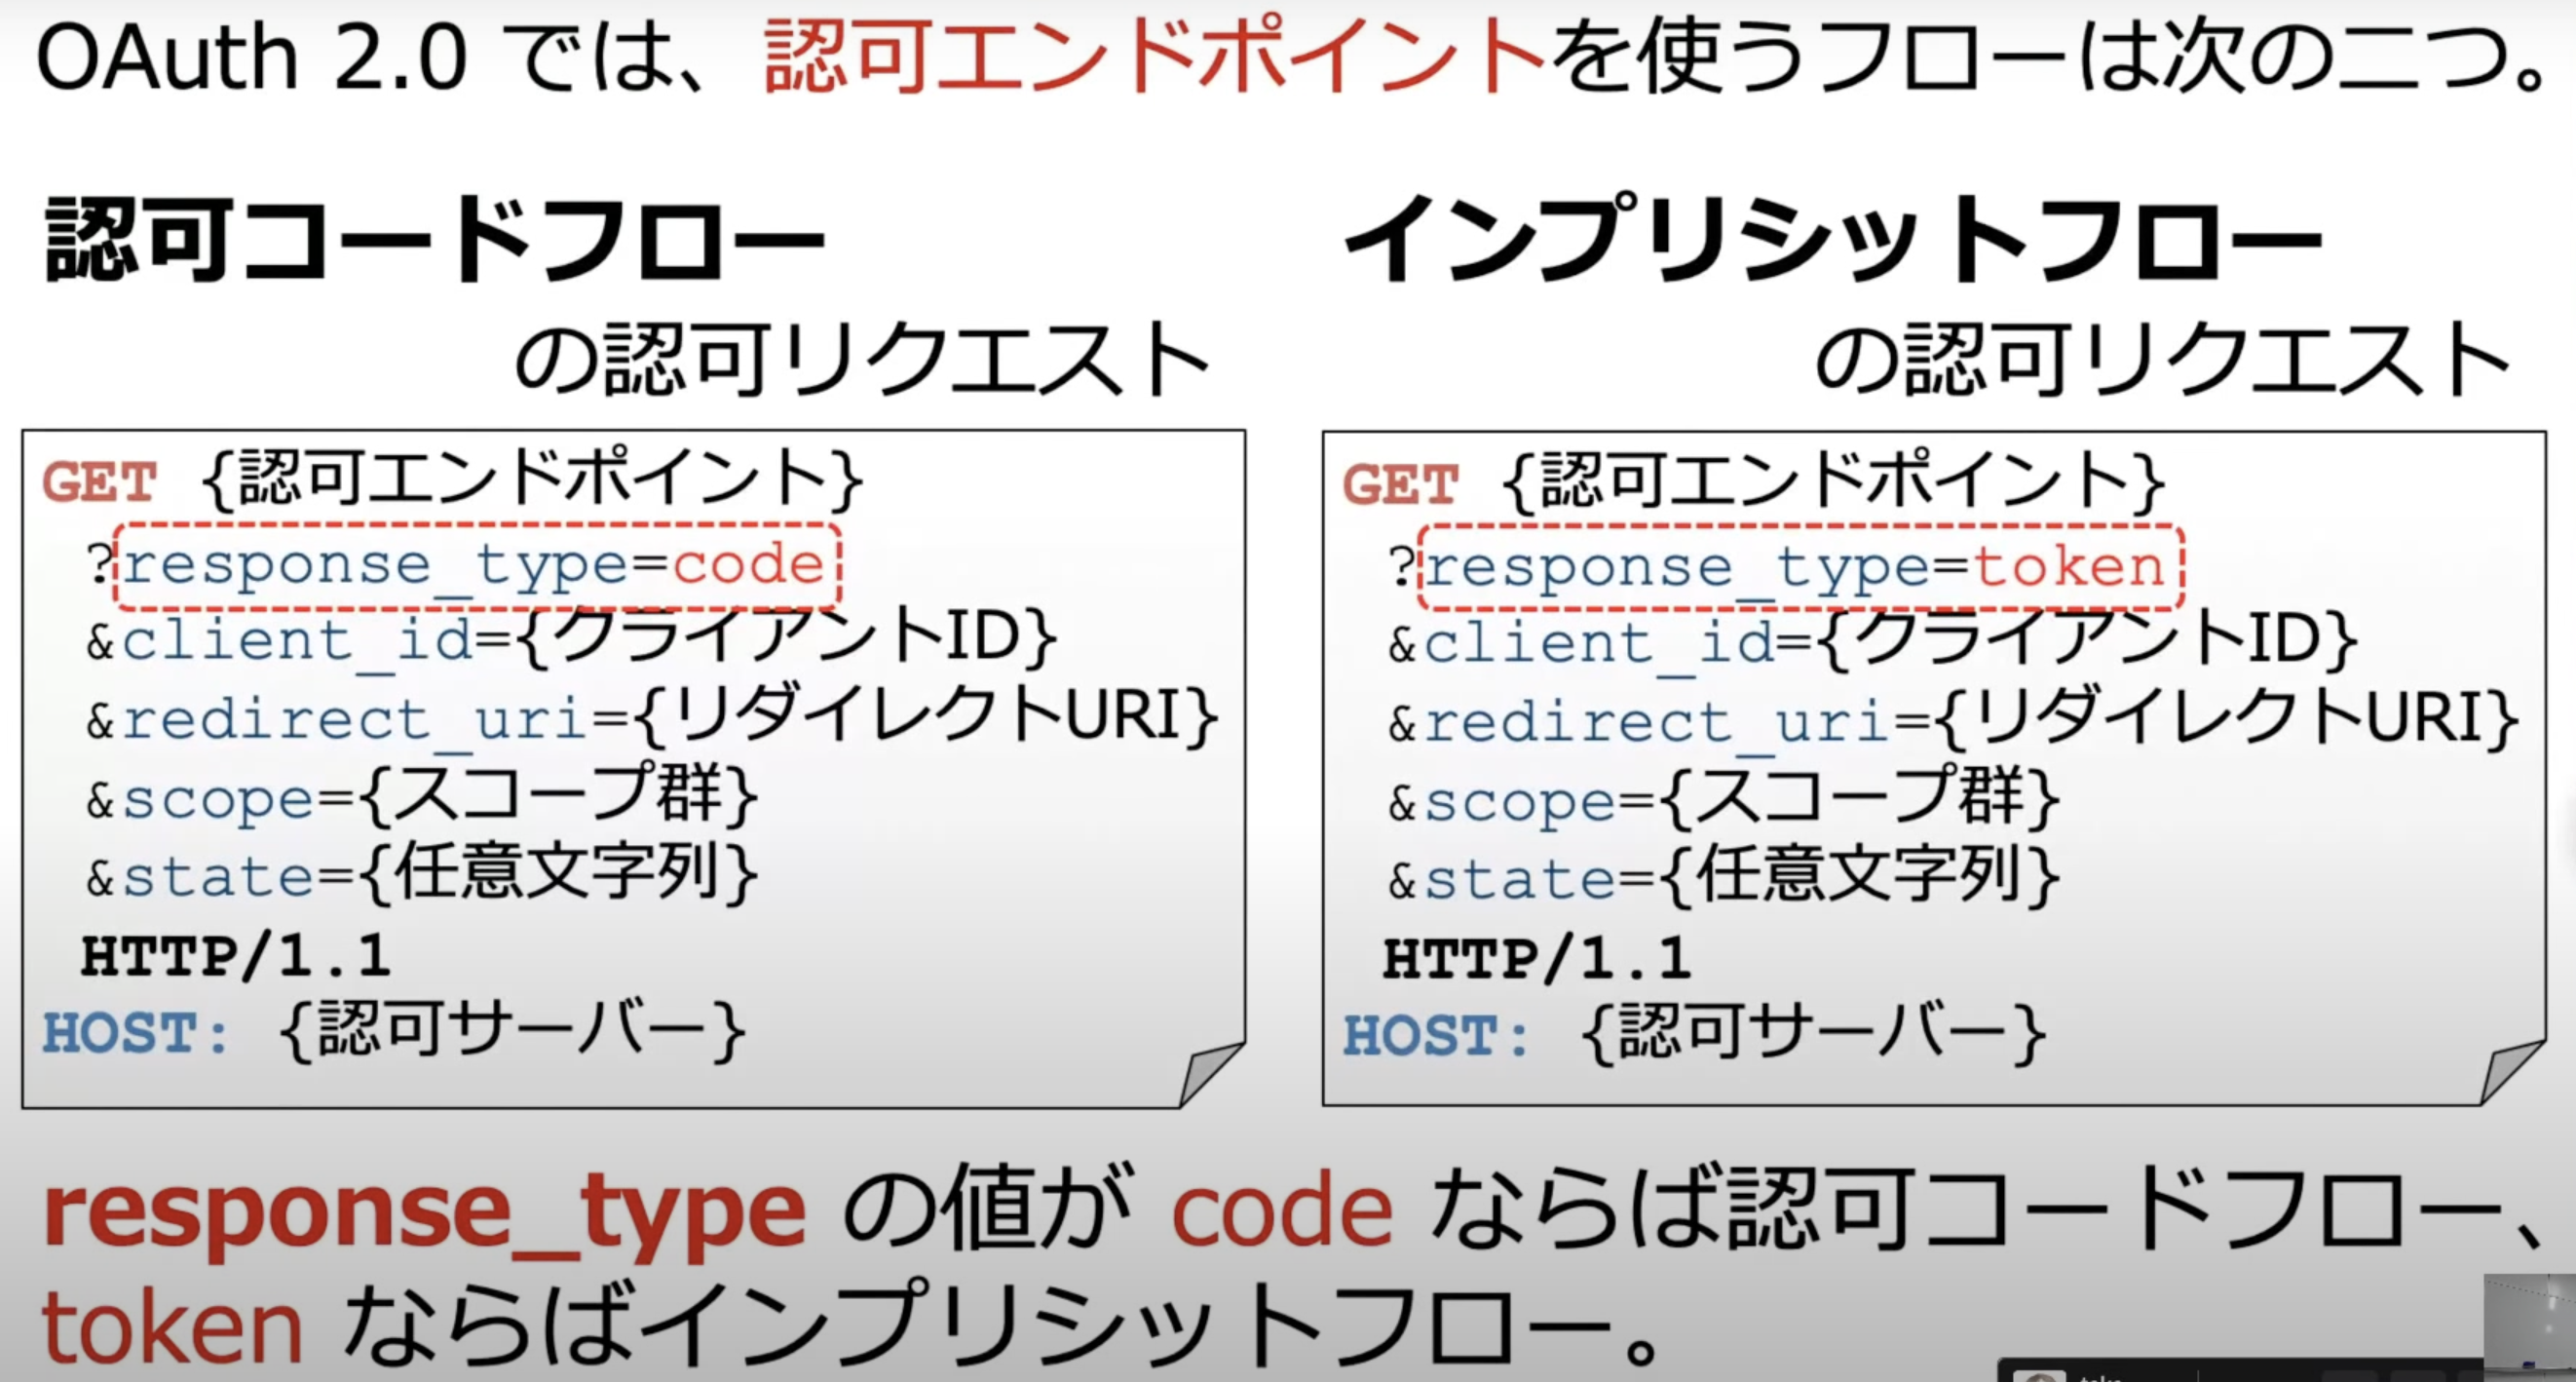 OAuth 2.0 では、認可エンドポイントを使うフローは次の二つ。
認可コードフロー
の認可リクエスト
GET {認可エンドポイント}
?response_type=code
&client_id={クライアントID}
&redirect_uri={リダイレクトURI}
&scope={スコープ群}
&state={任意文字列}
HTTP/1.1
HOST: {認可サーバー}
インプリシットフロー
の認可リクエスト
GET {認可エンドポイント}
?response_type=token
&client_id={クライアントID}
&redirect_uri={リダイレクトURI}
&scope={スコープ群}
&state={任意文字列}
HTTP/1.1
HOST: {認可サーバー}
response_type の値が code ならば認可コードフロー、
token ならばインプリシットフロー。